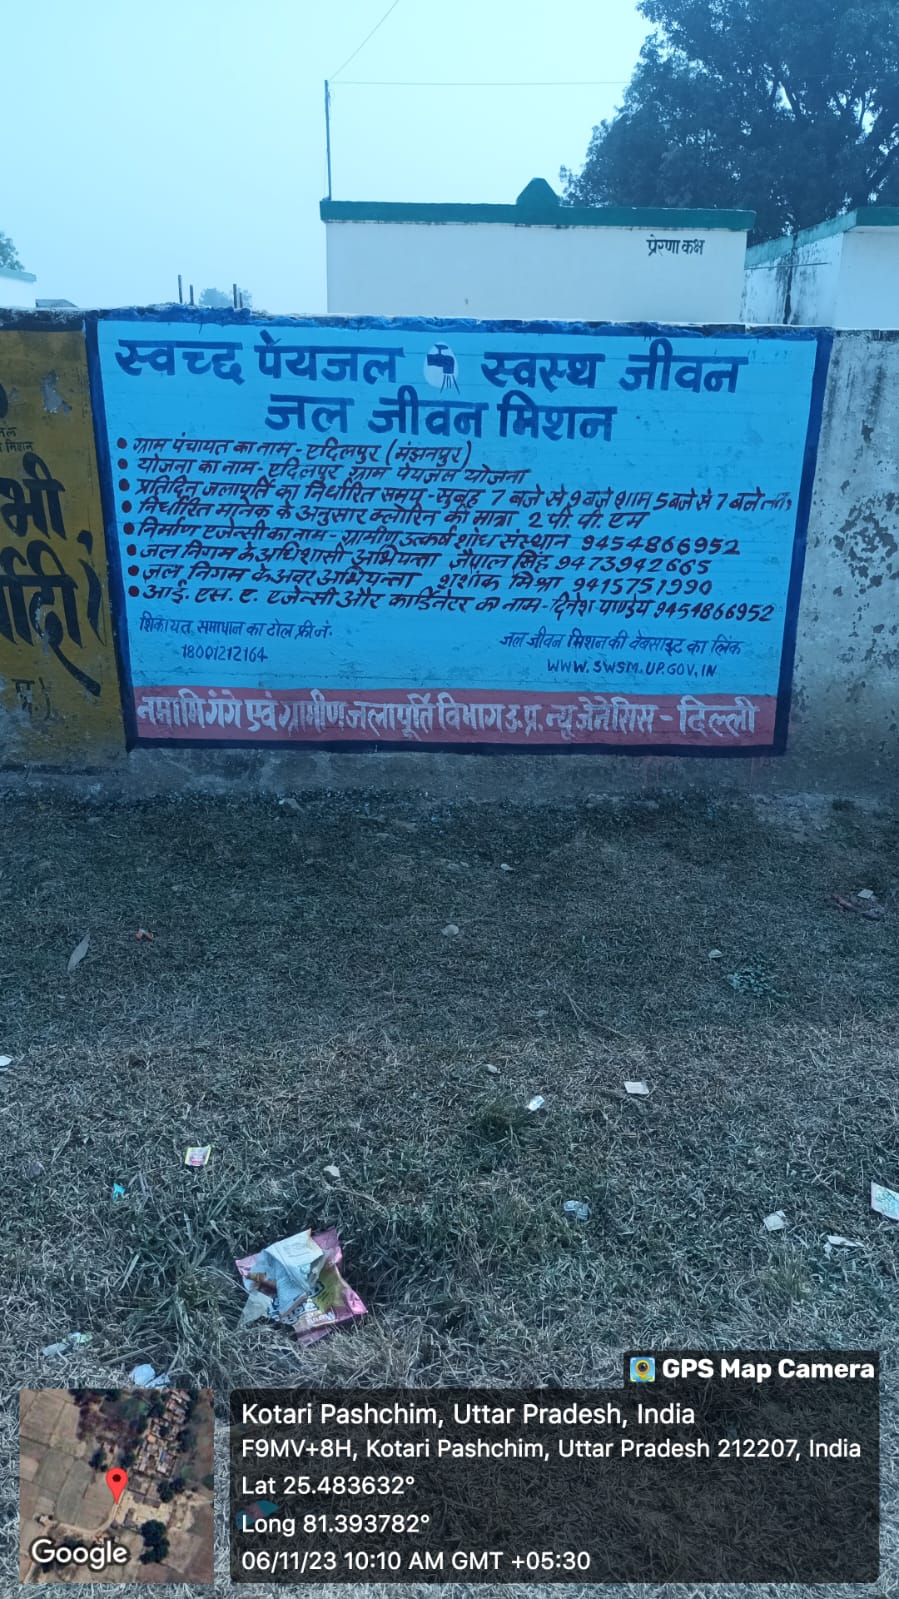 प्रेरणा कक्ष
स्वच्छ पेयजल स्वस्थ जीवन
जल जीवन मिशन
• ग्राम पंचायत का नाम - एदिलपुर (मंझनपुर)
• योजना का नाम - एदिलपुर ग्राम पेयजल योजना
• प्रतिदिन जलापूर्ति का निर्धारित समय - सुबह 7 बजे से 9 बजे शाम 5 बजे से 7 बजे तक
• निर्धारित मानक के अनुसार क्लोरिन की मात्रा 2 पी. पी. एम
• निर्माण एजेन्सी का नाम - ग्रामीण उत्कर्ष शोध संस्थान 9454866952
• जल निगम के अधिशासी अभियन्ता जैपाल सिंह 9473942665
• जल निगम के अवर अभियन्ता शशांक मिश्रा 9415751990
• आई. एस. ए. एजेन्सी और कार्डिनेटर का नाम - दिनेश पाण्डेय 9454866952
शिकायत समाधान का टोल फ्री नं.
18001212164
जल जीवन मिशन की वेबसाइट का लिंक
WWW.SWSM.UP.GOV.IN
नमामि गंगे एवं ग्रामीण जलापूर्ति विभाग उ.प्र. न्यू जेनेसिस - दिल्ली
भी
र्वादी।
GPS Map Camera
Kotari Pashchim, Uttar Pradesh, India
F9MV+8H, Kotari Pashchim, Uttar Pradesh 212207, India
Lat 25.483632°
Long 81.393782°
06/11/23 10:10 AM GMT +05:30
Google